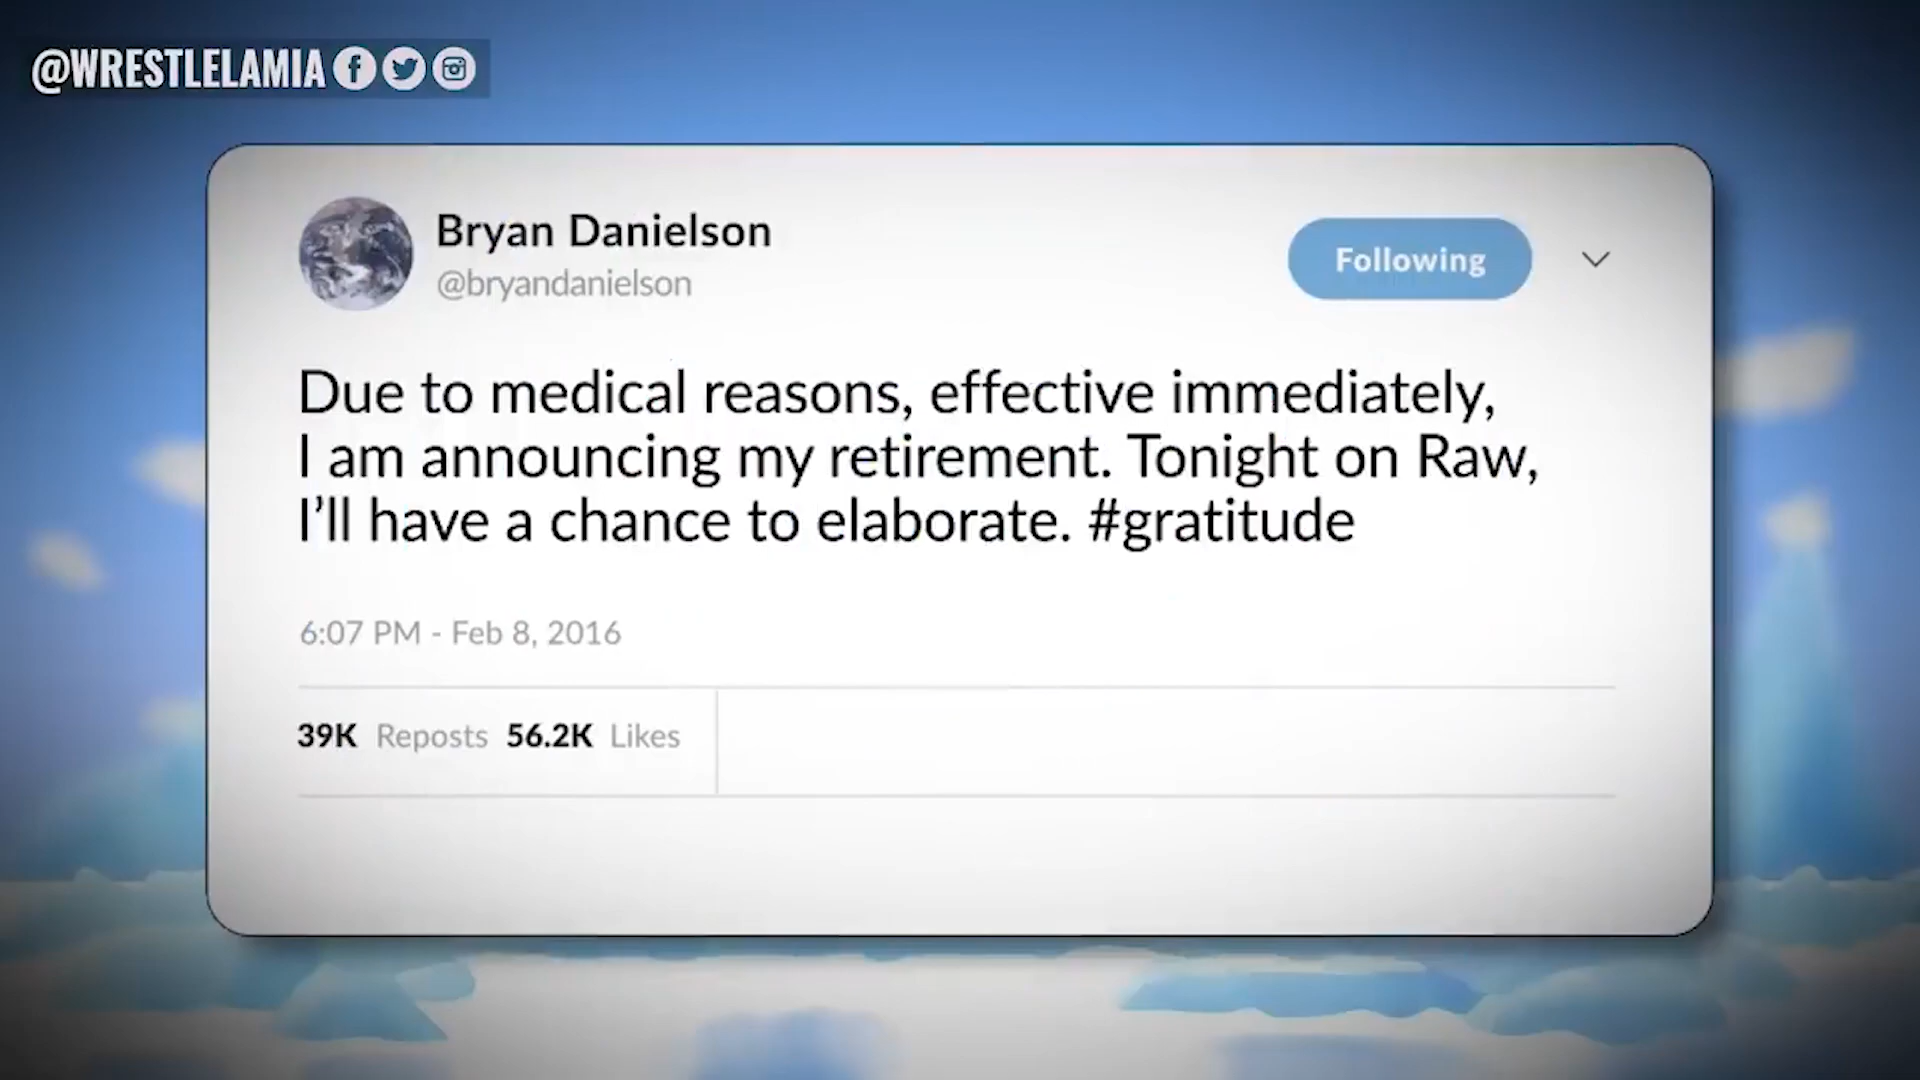 @WRESTLELAMIA
Bryan Danielson
@bryandanielson
Following
Due to medical reasons, effective immediately,
I am announcing my retirement. Tonight on Raw,
I’ll have a chance to elaborate. #gratitude
6:07 PM - Feb 8, 2016
39K Reposts 56.2K Likes